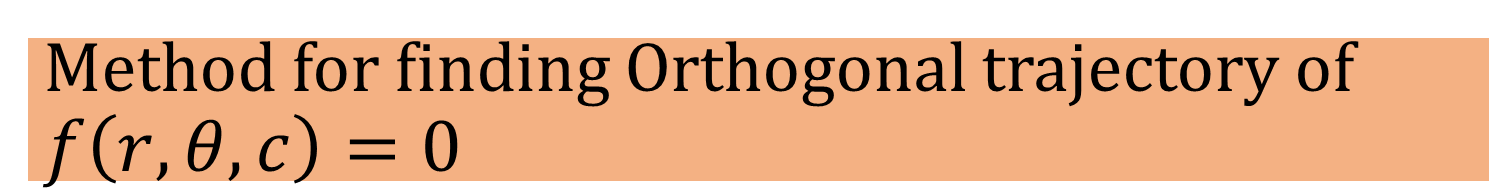 Method for finding Orthogonal trajectory of
𝑓(𝑟, 𝜃, 𝑐) = 0